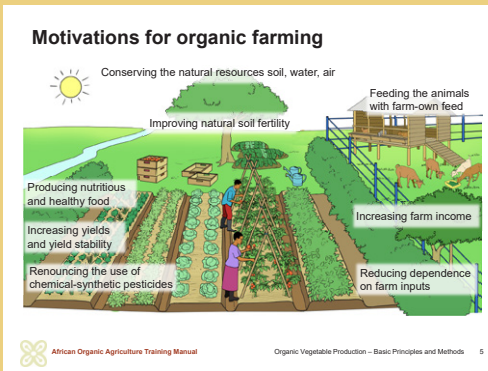 Motivations for organic farming
Conserving the natural resources soil, water, air
Feeding the animals
with farm-own feed
Improving natural soil fertility
Producing nutritious
and healthy food
Increasing farm income
Increasing yields
and yield stability
Renouncing the use of
chemical-synthetic pesticides
Reducing dependence
on farm inputs
African Organic Agriculture Training Manual
Organic Vegetable Production – Basic Principles and Methods 5